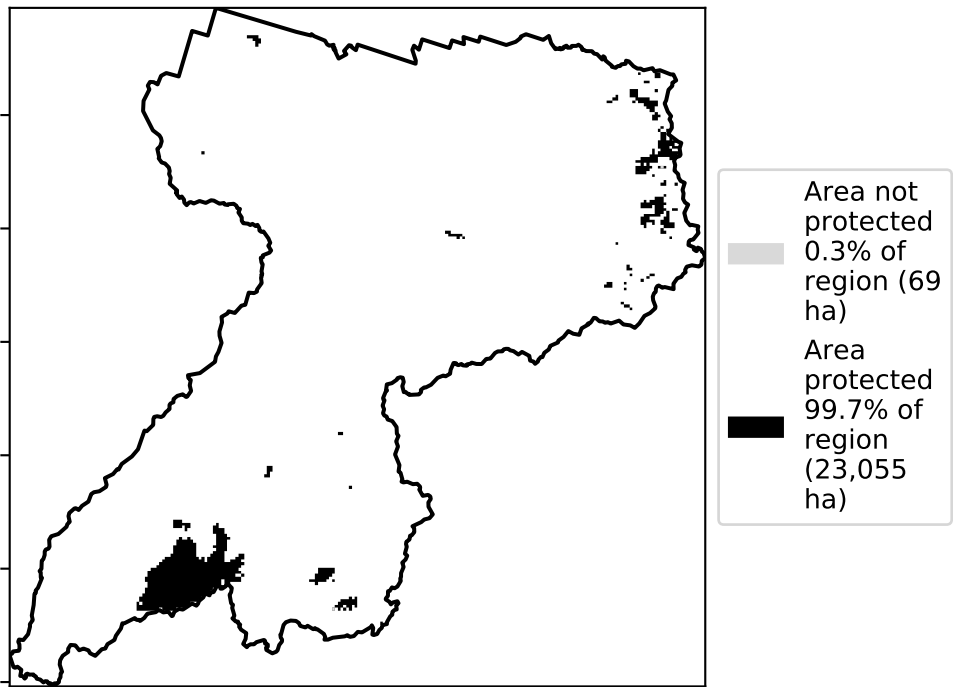 Area not
protected
0.3% of
region (69
ha)
Area
protected
99.7% of
region
(23,055
ha)